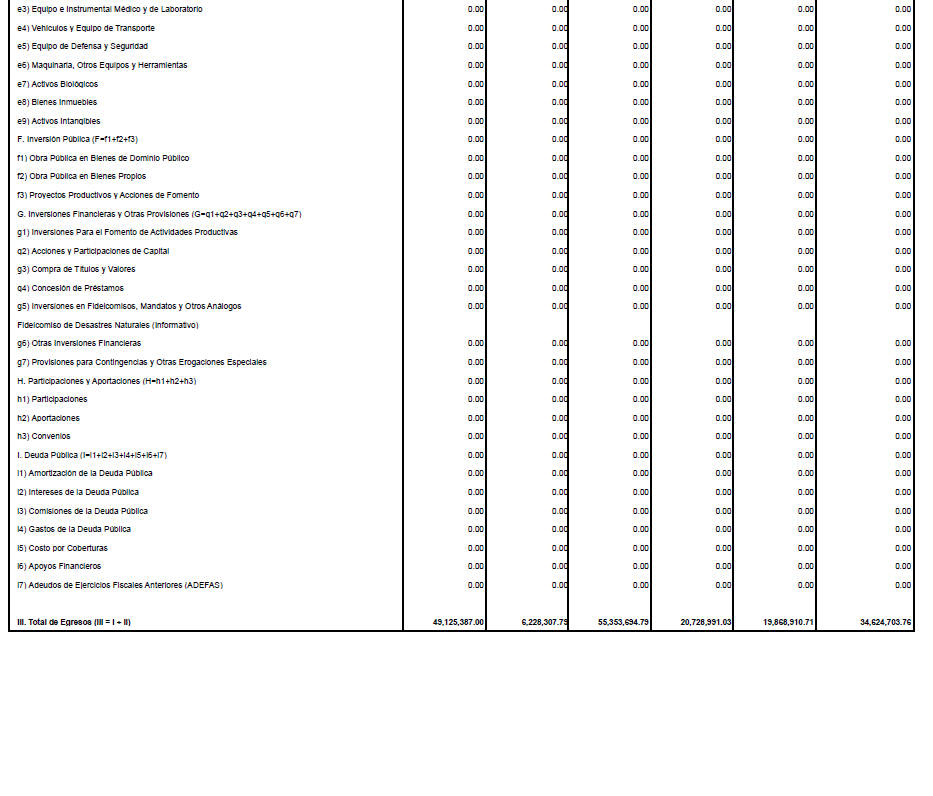 e3) Equipo e Instrumental Médico y de Laboratorio 0.00 0.00 0.00 0.00 0.00 0.00
e4) Vehículos y Equipo de Transporte 0.00 0.00 0.00 0.00 0.00 0.00
e5) Equipo de Defensa y Seguridad 0.00 0.00 0.00 0.00 0.00 0.00
e6) Maquinaria, Otros Equipos y Herramientas 0.00 0.00 0.00 0.00 0.00 0.00
e7) Activos Biológicos 0.00 0.00 0.00 0.00 0.00 0.00
e8) Bienes Inmuebles 0.00 0.00 0.00 0.00 0.00 0.00
e9) Activos Intangibles 0.00 0.00 0.00 0.00 0.00 0.00
F. Inversión Pública (F=f1+f2+f3) 0.00 0.00 0.00 0.00 0.00 0.00
f1) Obra Pública en Bienes de Dominio Público 0.00 0.00 0.00 0.00 0.00 0.00
f2) Obra Pública en Bienes Propios 0.00 0.00 0.00 0.00 0.00 0.00
f3) Proyectos Productivos y Acciones de Fomento 0.00 0.00 0.00 0.00 0.00 0.00
G. Inversiones Financieras y Otras Provisiones (G=g1+g2+g3+g4+g5+g6+g7) 0.00 0.00 0.00 0.00 0.00 0.00
g1) Inversiones Para el Fomento de Actividades Productivas 0.00 0.00 0.00 0.00 0.00 0.00
g2) Acciones y Participaciones de Capital 0.00 0.00 0.00 0.00 0.00 0.00
g3) Compra de Títulos y Valores 0.00 0.00 0.00 0.00 0.00 0.00
g4) Concesión de Préstamos 0.00 0.00 0.00 0.00 0.00 0.00
g5) Inversiones en Fideicomisos, Mandatos y Otros Análogos 0.00 0.00 0.00 0.00 0.00 0.00
Fideicomiso de Desastres Naturales (Informativo)
g6) Otras Inversiones Financieras 0.00 0.00 0.00 0.00 0.00 0.00
g7) Provisiones para Contingencias y Otras Erogaciones Especiales 0.00 0.00 0.00 0.00 0.00 0.00
H. Participaciones y Aportaciones (H=h1+h2+h3) 0.00 0.00 0.00 0.00 0.00 0.00
h1) Participaciones 0.00 0.00 0.00 0.00 0.00 0.00
h2) Aportaciones 0.00 0.00 0.00 0.00 0.00 0.00
h3) Convenios 0.00 0.00 0.00 0.00 0.00 0.00
I. Deuda Pública (I=i1+i2+i3+i4+i5+i6+i7) 0.00 0.00 0.00 0.00 0.00 0.00
i1) Amortización de la Deuda Pública 0.00 0.00 0.00 0.00 0.00 0.00
i2) Intereses de la Deuda Pública 0.00 0.00 0.00 0.00 0.00 0.00
i3) Comisiones de la Deuda Pública 0.00 0.00 0.00 0.00 0.00 0.00
i4) Gastos de la Deuda Pública 0.00 0.00 0.00 0.00 0.00 0.00
i5) Costo por Coberturas 0.00 0.00 0.00 0.00 0.00 0.00
i6) Apoyos Financieros 0.00 0.00 0.00 0.00 0.00 0.00
i7) Adeudos de Ejercicios Fiscales Anteriores (ADEFAS) 0.00 0.00 0.00 0.00 0.00 0.00
III. Total de Egresos (III = I + II) 49,125,387.00 6,228,307.79 55,353,694.79 20,728,991.03 19,868,910.71 34,624,703.76